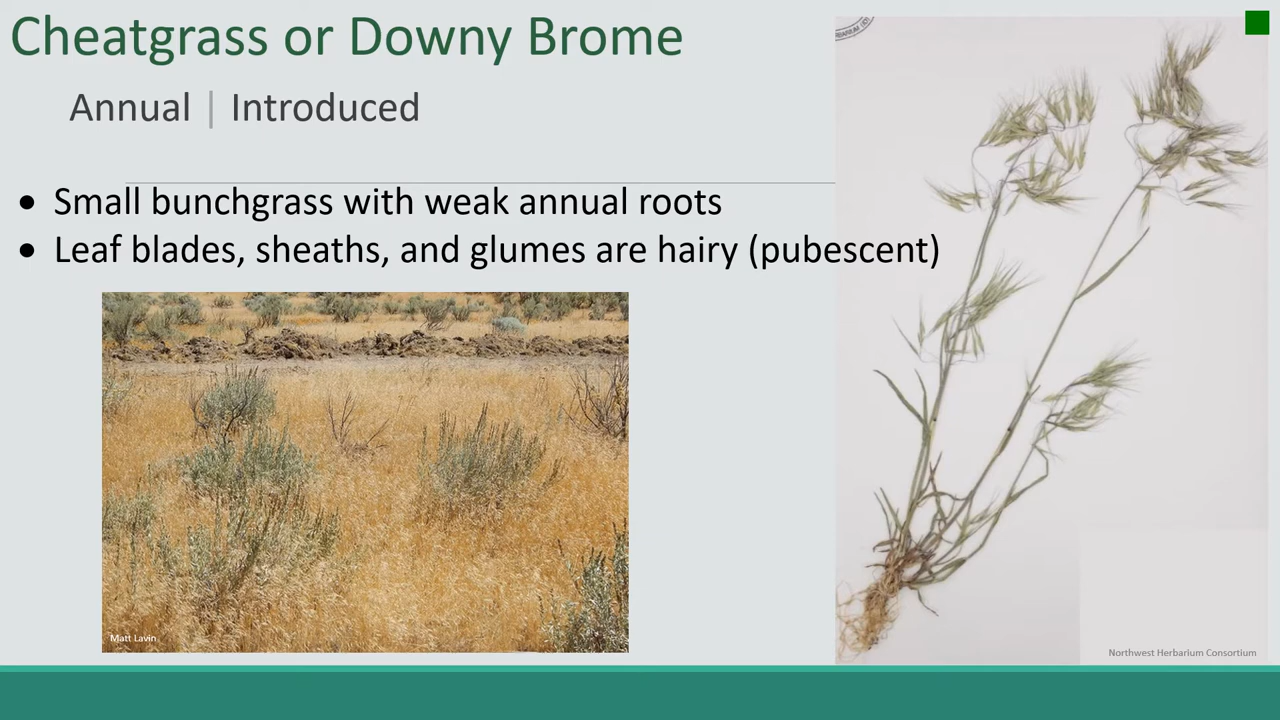 Cheatgrass or Downy Brome
Annual | Introduced
• Small bunchgrass with weak annual roots
• Leaf blades, sheaths, and glumes are hairy (pubescent)
Matt Lavin
Northwest Herbarium Consortium